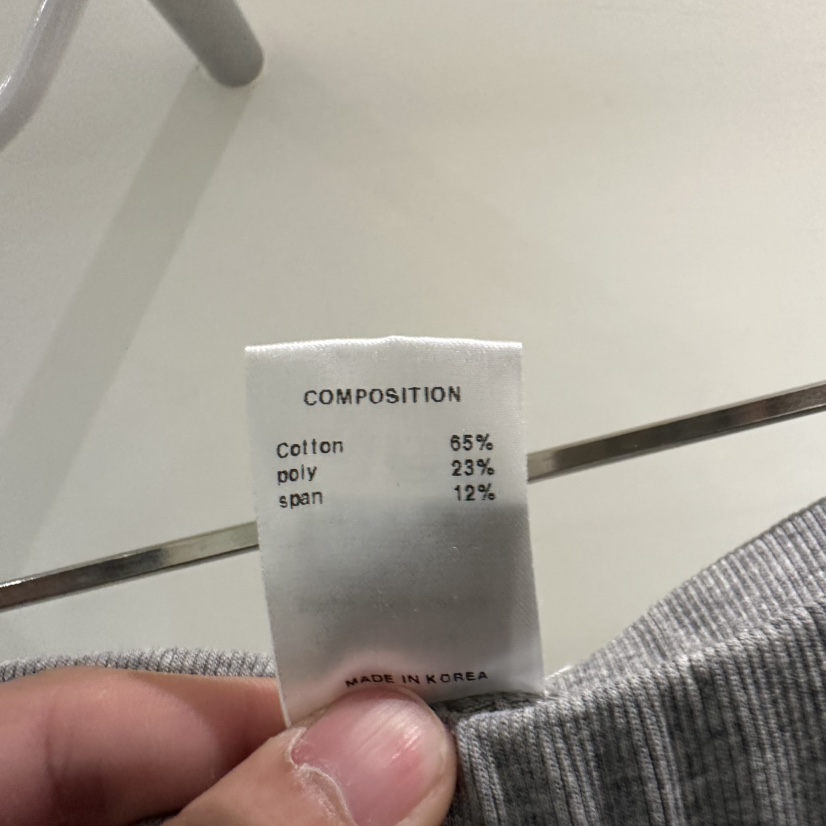 COMPOSITION
Cotton 65%
poly 23%
span 12%
MADE IN KOREA